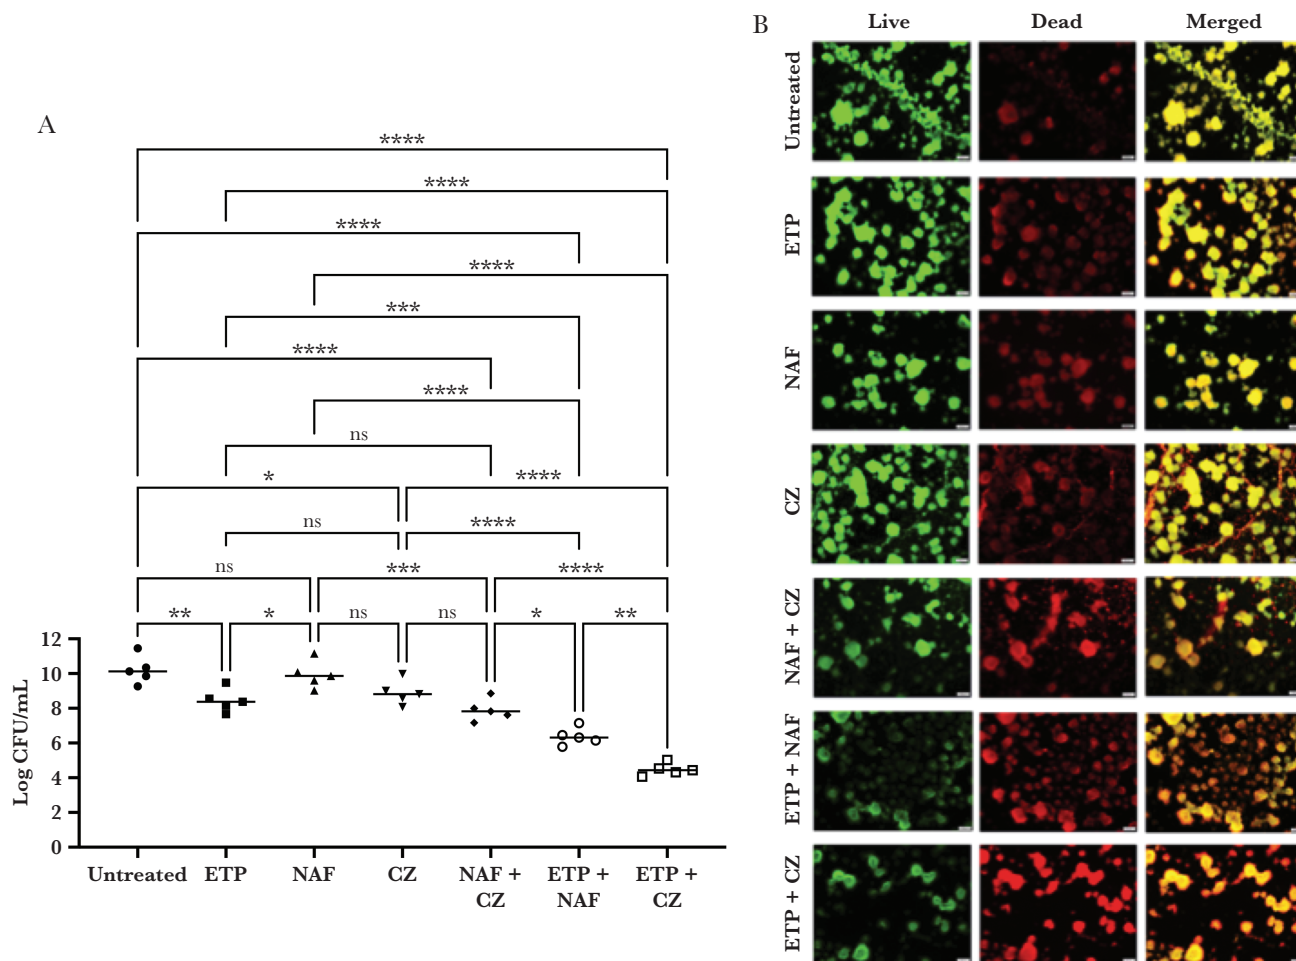 A
****
****
****
****
***
****
****
ns
* ****
ns ****
ns *** ****
** * ns ns * **
Log CFU/mL
12
10
8
6
4
2
0
Untreated ETP NAF CZ NAF + ETP + ETP +
CZ NAF CZ
B
Live Dead Merged
Untreated
ETP
NAF
CZ
NAF + CZ
ETP + NAF
ETP + CZ